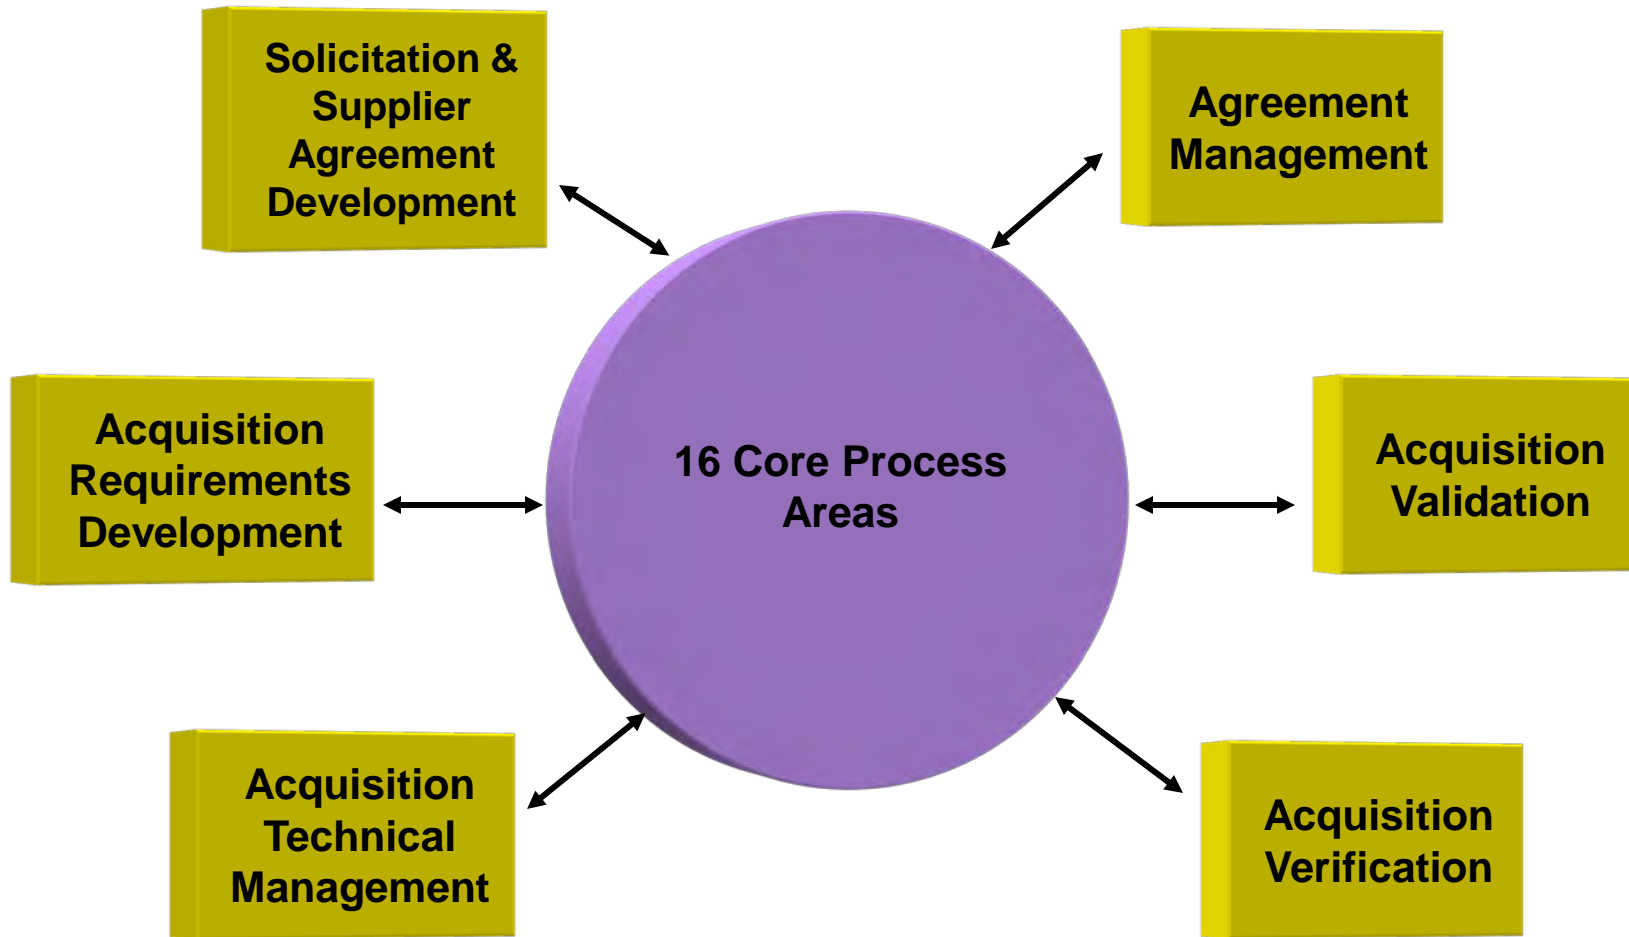 Solicitation &
Supplier
Agreement
Development
Agreement
Management
Acquisition
Requirements
Development
16 Core Process
Areas
Acquisition
Validation
Acquisition
Technical
Management
Acquisition
Verification